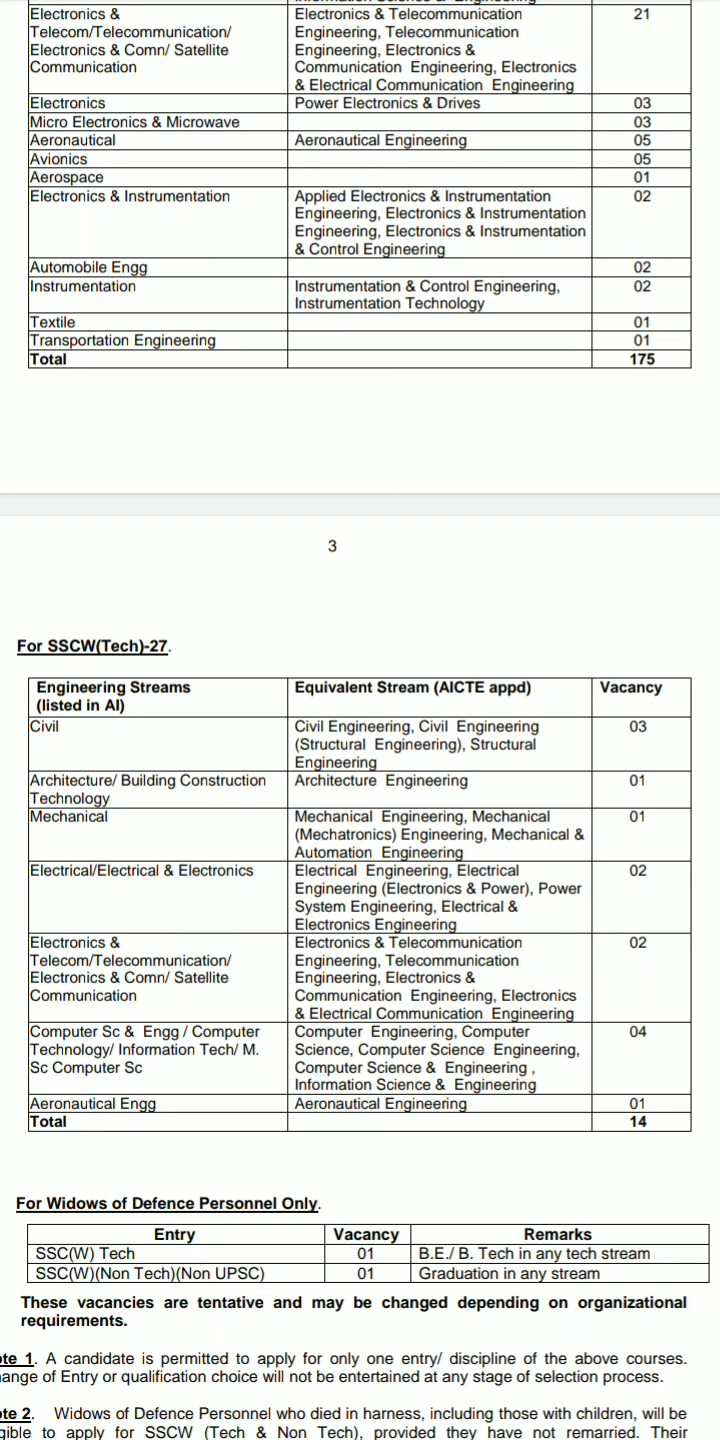 Electronics & Electronics & Telecommunication 21
Telecom/Telecommunication/ Engineering, Telecommunication
Electronics & Comn/ Satellite Engineering, Electronics &
Communication Communication Engineering, Electronics
& Electrical Communication Engineering
Electronics Power Electronics & Drives 03
Micro Electronics & Microwave 03
Aeronautical Aeronautical Engineering 05
Avionics 05
Aerospace 01
Electronics & Instrumentation Applied Electronics & Instrumentation 02
Engineering, Electronics & Instrumentation
Engineering, Electronics & Instrumentation
& Control Engineering
Automobile Engg 02
Instrumentation Instrumentation & Control Engineering, 02
Instrumentation Technology
Textile 01
Transportation Engineering 01
Total 175
3
For SSCW(Tech)-27.
Engineering Streams Equivalent Stream (AICTE appd) Vacancy
(listed in AI)
Civil Civil Engineering, Civil Engineering 03
(Structural Engineering), Structural
Engineering
Architecture/ Building Construction Architecture Engineering 01
Technology
Mechanical Mechanical Engineering, Mechanical 01
(Mechatronics) Engineering, Mechanical &
Automation Engineering
Electrical/Electrical & Electronics Electrical Engineering, Electrical 02
Engineering (Electronics & Power), Power
System Engineering, Electrical &
Electronics Engineering
Electronics & Electronics & Telecommunication 02
Telecom/Telecommunication/ Engineering, Telecommunication
Electronics & Comn/ Satellite Engineering, Electronics &
Communication Communication Engineering, Electronics
& Electrical Communication Engineering
Computer Sc & Engg / Computer Computer Engineering, Computer 04
Technology/ Information Tech/ M. Science, Computer Science Engineering,
Sc Computer Sc Computer Science & Engineering ,
Information Science & Engineering
Aeronautical Engg Aeronautical Engineering 01
Total 14
For Widows of Defence Personnel Only.
Entry Vacancy Remarks
SSC(W) Tech 01 B.E./ B. Tech in any tech stream
SSC(W)(Non Tech)(Non UPSC) 01 Graduation in any stream
These vacancies are tentative and may be changed depending on organizational
requirements.
ote 1. A candidate is permitted to apply for only one entry/ discipline of the above courses.
ange of Entry or qualification choice will not be entertained at any stage of selection process.
ote 2. Widows of Defence Personnel who died in harness, including those with children, will be
gible to apply for SSCW (Tech & Non Tech), provided they have not remarried. Their